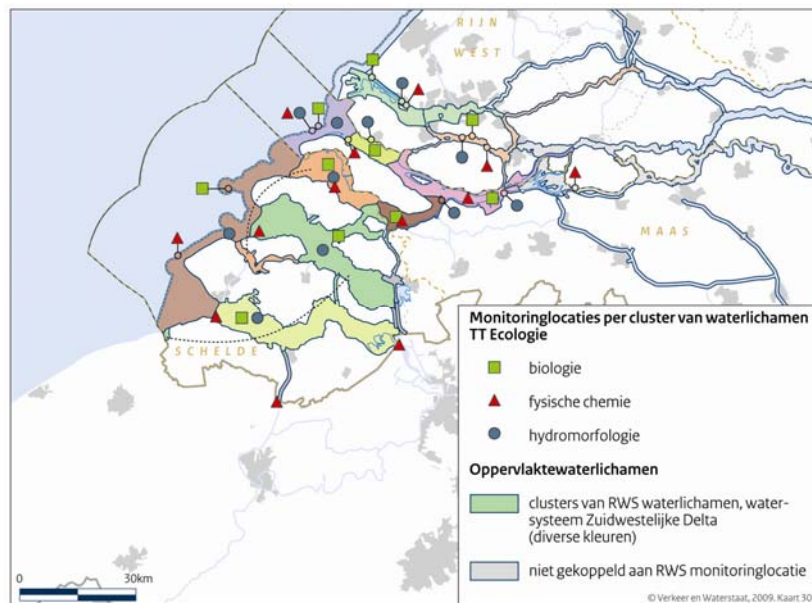 RIJN
WEST
MAAS
SCHELDE
Monitoringlocaties per cluster van waterlichamen
TT Ecologie
biologie
fysische chemie
hydromorfologie
Oppervlaktewaterlichamen
clusters van RWS waterlichamen, water-
systeem Zuidwestelijke Delta
(diverse kleuren)
niet gekoppeld aan RWS monitoringlocatie
0 30km
© Verkeer en Waterstaat, 2009. Kaart 30